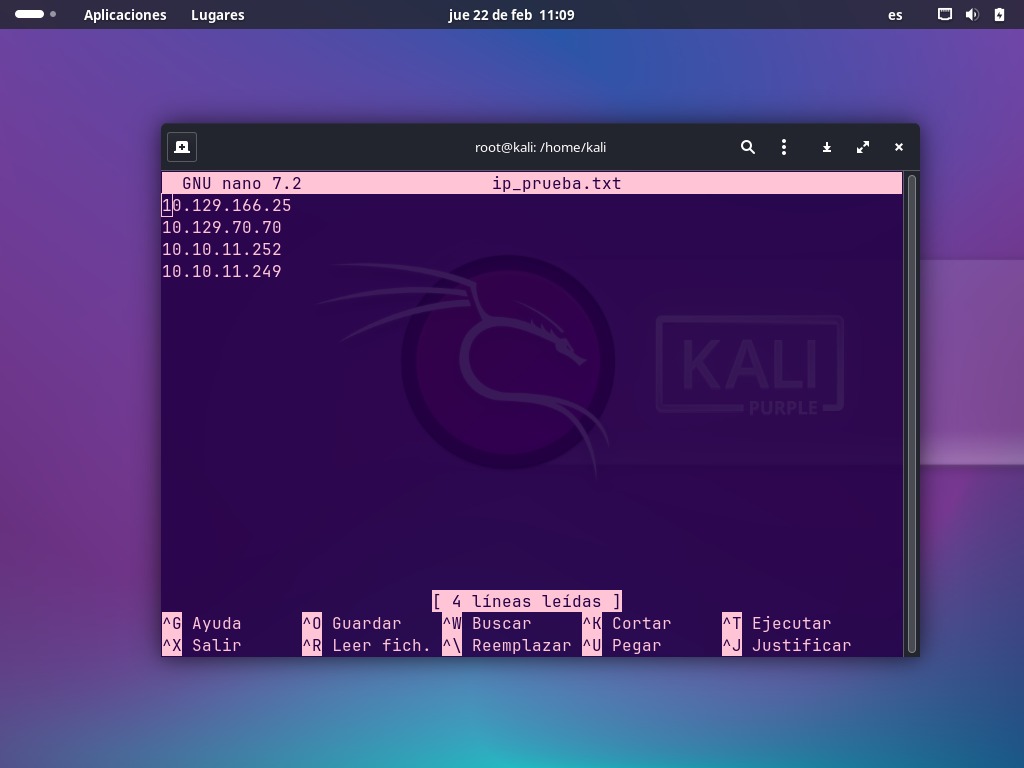 Aplicaciones Lugares jue 22 de feb 11:09 es
root@kali: /home/kali
GNU nano 7.2 ip_prueba.txt
10.129.166.25
10.129.70.70
10.10.11.252
10.10.11.249
KALI
PURPLE
[ 4 líneas leídas ]
^G Ayuda ^O Guardar ^W Buscar ^K Cortar ^T Ejecutar
^X Salir ^R Leer fich. ^\ Reemplazar ^U Pegar ^J Justificar